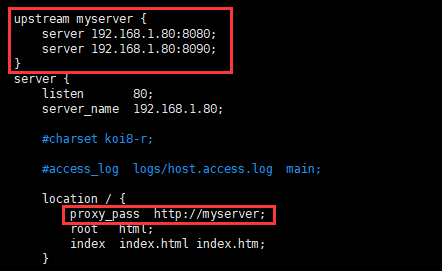 upstream myserver {
    server 192.168.1.80:8080;
    server 192.168.1.80:8090;
}
server {
    listen       80;
    server_name  192.168.1.80;
    #charset koi8-r;
    #access_log  logs/host.access.log  main;
    location / {
        proxy_pass  http://myserver;
        root   html;
        index  index.html index.htm;
    }